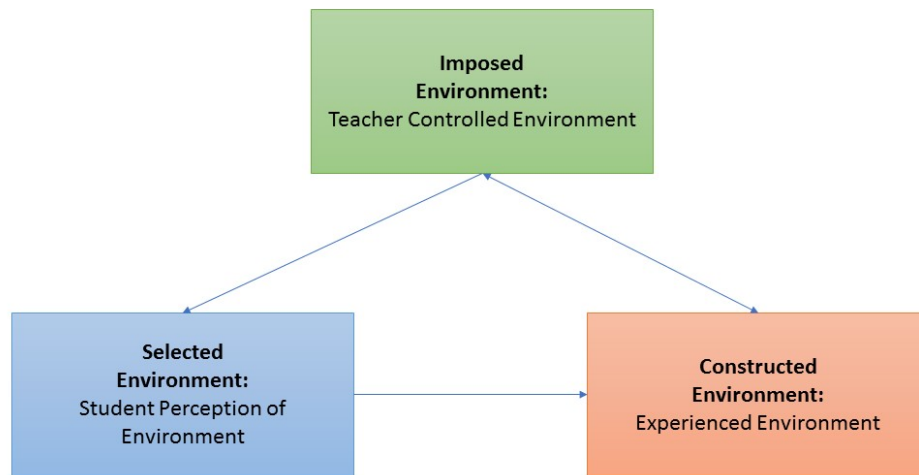 Imposed
Environment:
Teacher Controlled Environment
Selected
Environment:
Student Perception of
Environment
Constructed
Environment:
Experienced Environment